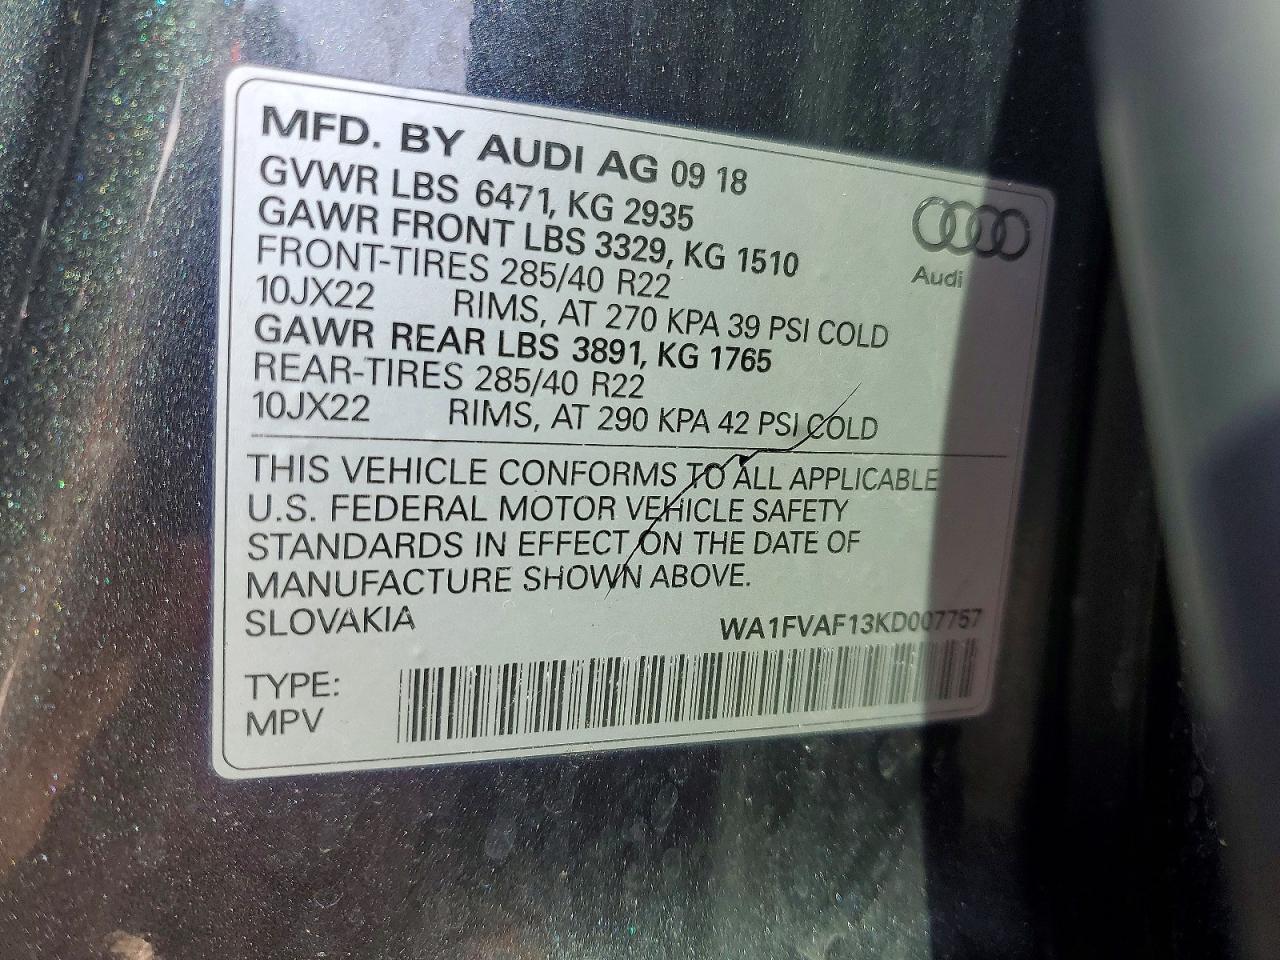 MFD. BY AUDI AG 09 18
GVWR LBS 6471, KG 2935
GAWR FRONT LBS 3329, KG 1510
FRONT-TIRES 285/40 R22
10JX22 RIMS, AT 270 KPA 39 PSI COLD
GAWR REAR LBS 3891, KG 1765
REAR-TIRES 285/40 R22
10JX22 RIMS, AT 290 KPA 42 PSI COLD
Audi
THIS VEHICLE CONFORMS TO ALL APPLICABLE
U.S. FEDERAL MOTOR VEHICLE SAFETY
STANDARDS IN EFFECT ON THE DATE OF
MANUFACTURE SHOWN ABOVE.
SLOVAKIA WA1FVAF13KD007757
TYPE:
MPV